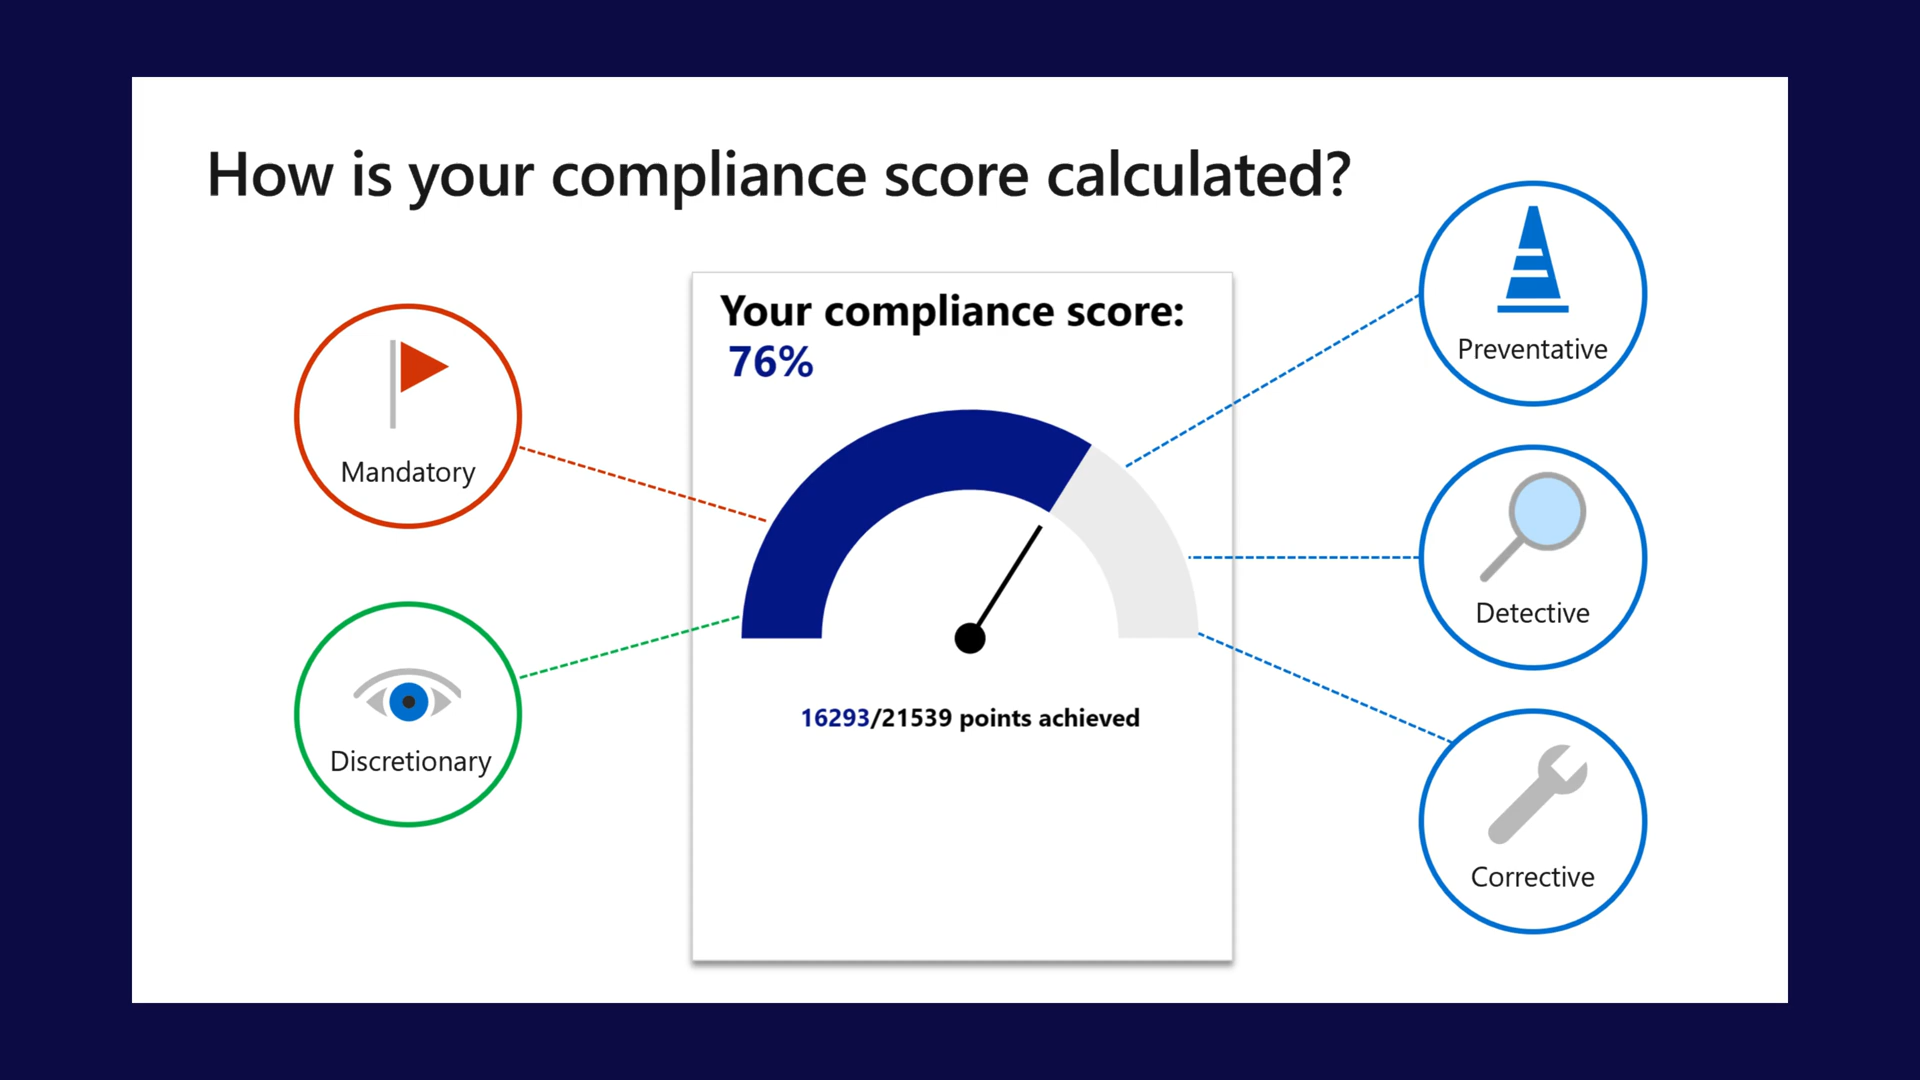 How is your compliance score calculated?
Mandatory
Discretionary
Your compliance score:
76%
16293/21539 points achieved
Preventative
Detective
Corrective